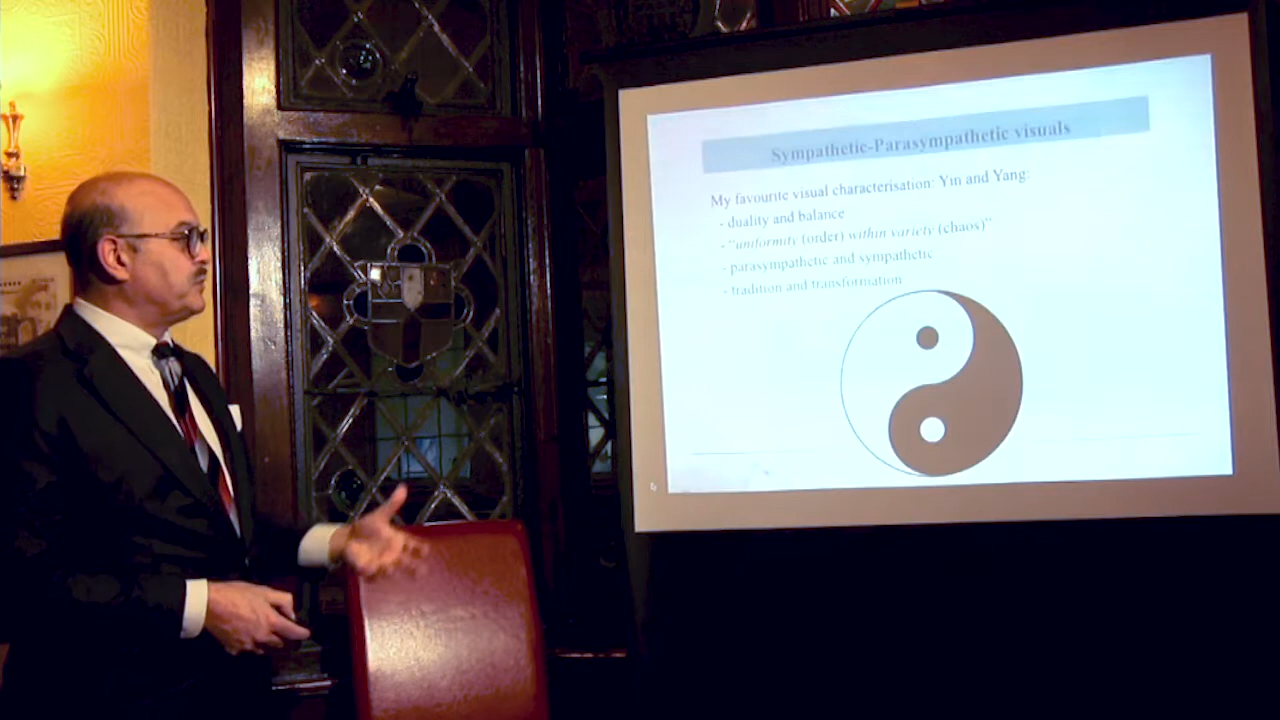 Sympathetic-Parasympathetic visuals
My favourite visual characterisation: Yin and Yang:
- duality and balance
- "uniformity (order) within variety (chaos)"
- parasympathetic and sympathetic
- tradition and transformation